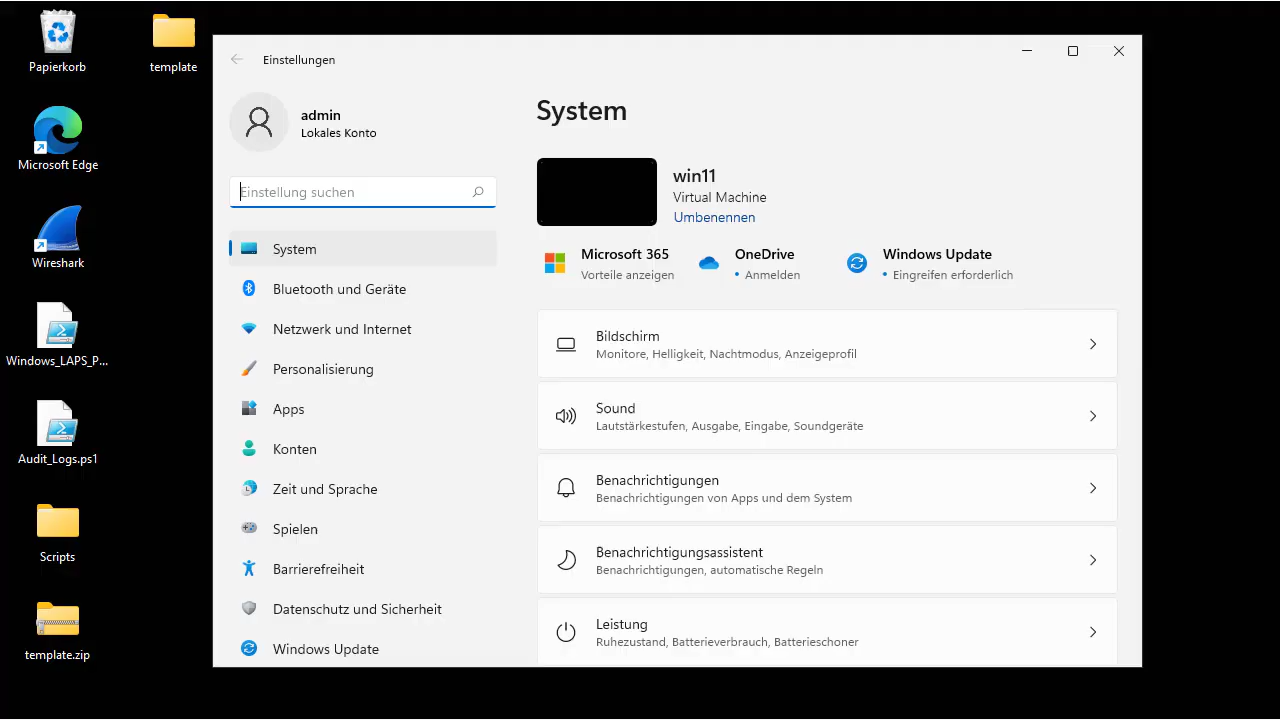 Papierkorb
template
Microsoft Edge
Wireshark
Windows_LAPS_P...
Audit_Logs.ps1
Scripts
template.zip
Einstellungen
admin
Lokales Konto
Einstellung suchen
System
Bluetooth und Geräte
Netzwerk und Internet
Personalisierung
Apps
Konten
Zeit und Sprache
Spielen
Barrierefreiheit
Datenschutz und Sicherheit
Windows Update
System
win11
Virtual Machine
Umbenennen
Microsoft 365
Vorteile anzeigen
OneDrive
• Anmelden
Windows Update
• Eingreifen erforderlich
Bildschirm
Monitore, Helligkeit, Nachtmodus, Anzeigeprofil
Sound
Lautstärkestufen, Ausgabe, Eingabe, Soundgeräte
Benachrichtigungen
Benachrichtigungen von Apps und dem System
Benachrichtigungsassistent
Benachrichtigungen, automatische Regeln
Leistung
Ruhezustand, Batterieverbrauch, Batterieschoner